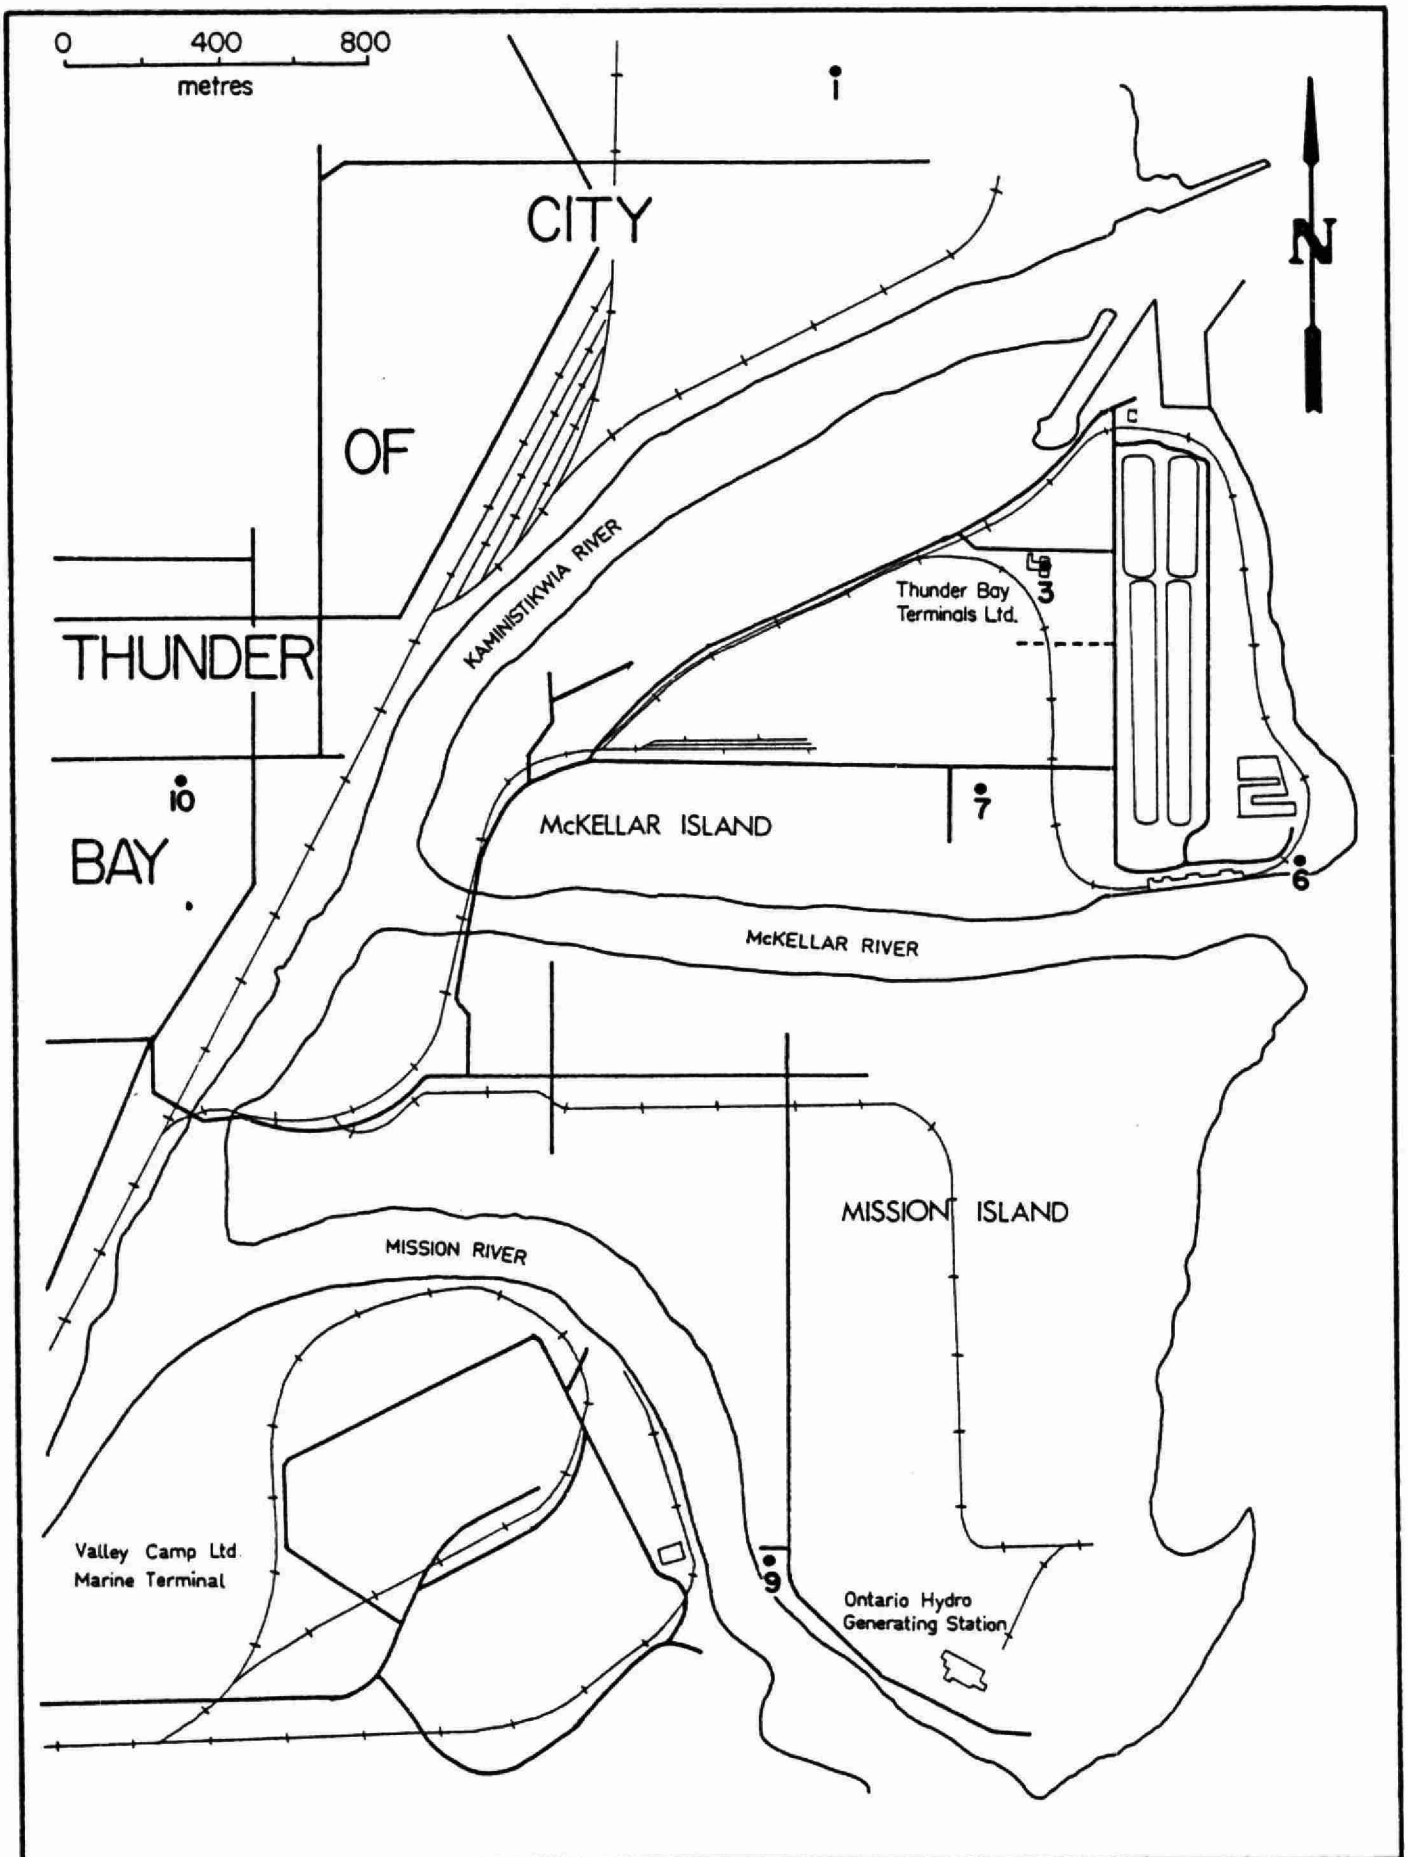 0 400 800
metres
1
CITY
N
OF
KAMINISTIKWIA RIVER
3
Thunder Bay
Terminals Ltd.
THUNDER
10
7
McKELLAR ISLAND
BAY
6
McKELLAR RIVER
MISSION ISLAND
MISSION RIVER
Valley Camp Ltd.
Marine Terminal
9
Ontario Hydro
Generating Station